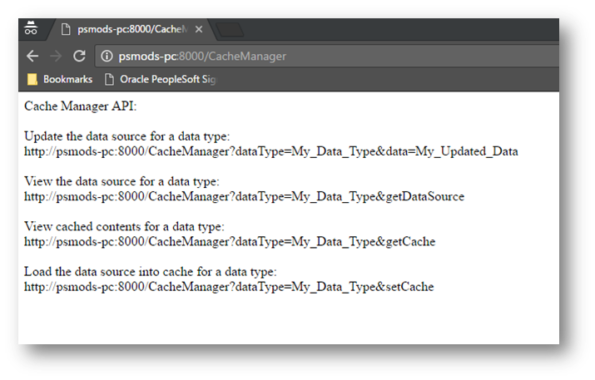 psmods-pc:8000/CacheM
psmods-pc:8000/CacheManager
Bookmarks
Oracle PeopleSoft Sig
Cache Manager API:
Update the data source for a data type:
http://psmods-pc:8000/CacheManager?dataType=My_Data_Type&data=My_Updated_Data
View the data source for a data type:
http://psmods-pc:8000/CacheManager?dataType=My_Data_Type&getDataSource
View cached contents for a data type:
http://psmods-pc:8000/CacheManager?dataType=My_Data_Type&getCache
Load the data source into cache for a data type:
http://psmods-pc:8000/CacheManager?dataType=My_Data_Type&setCache